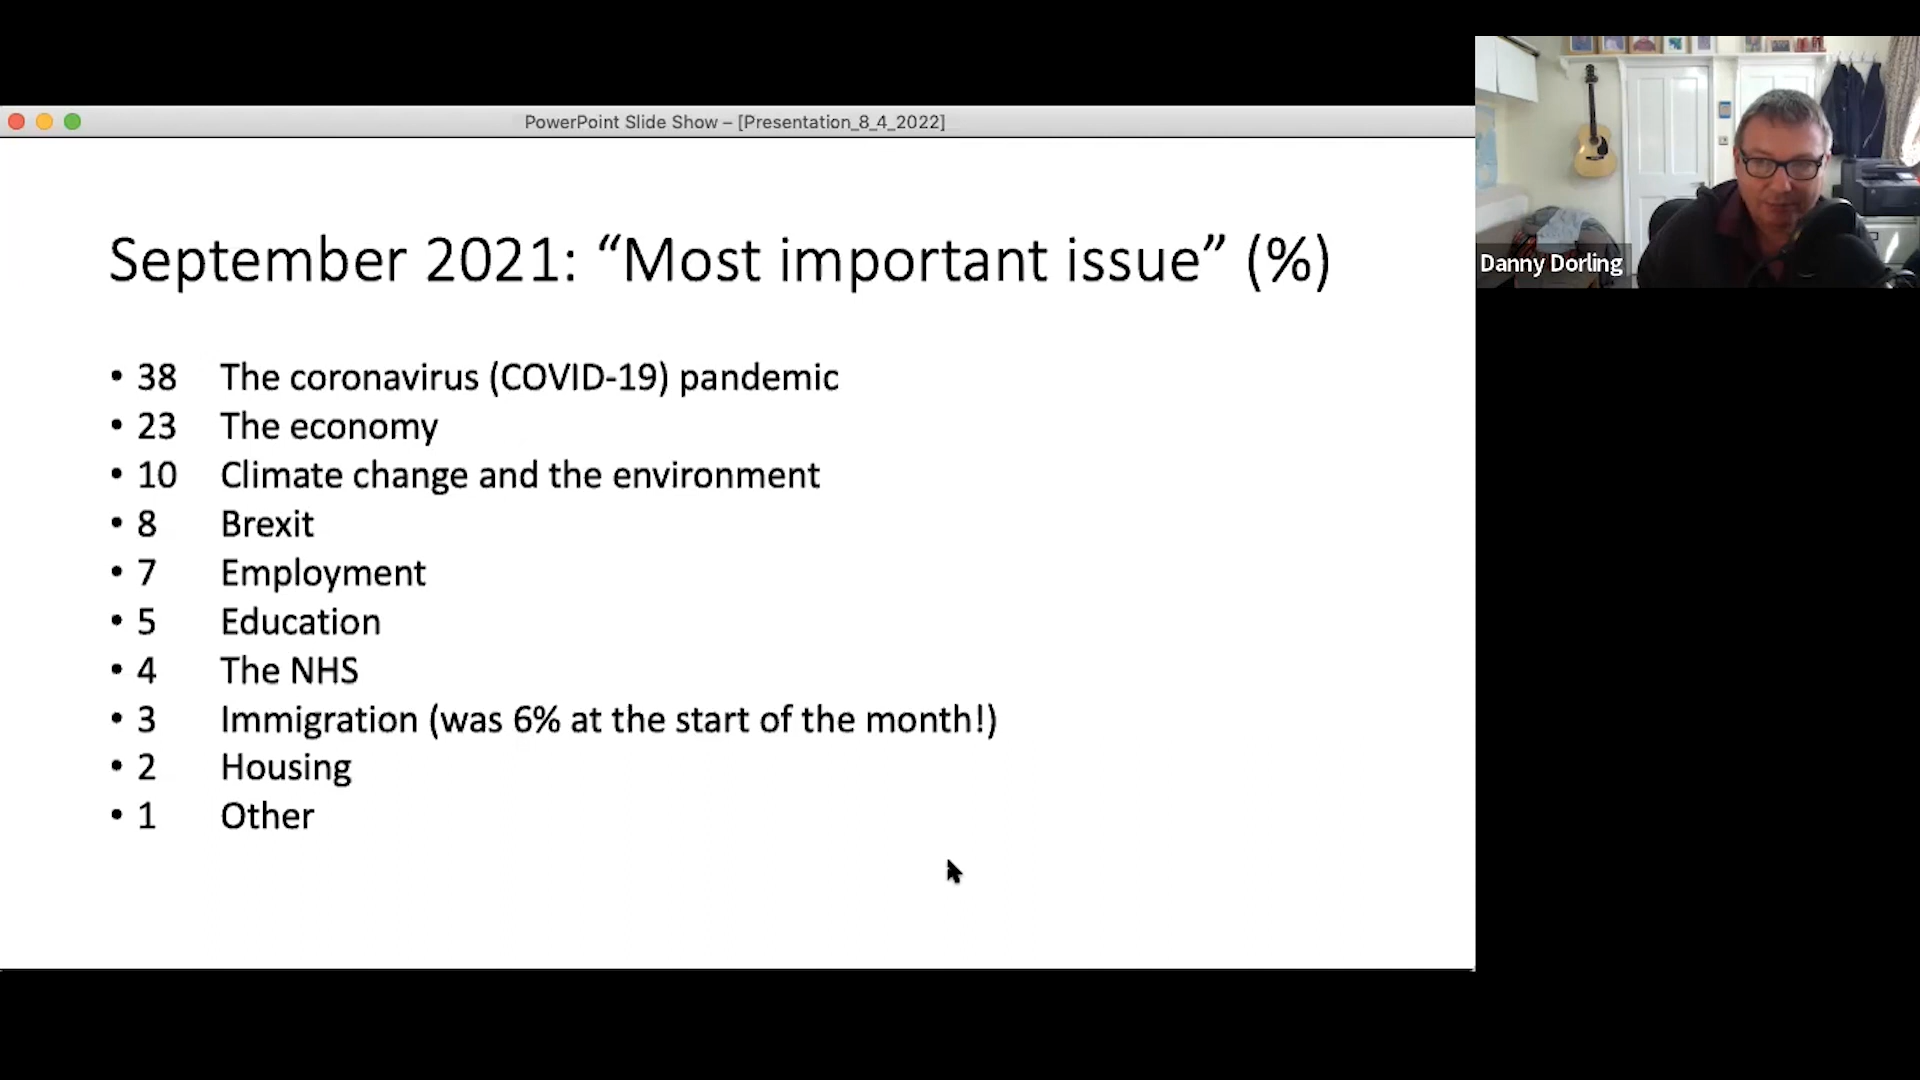 PowerPoint Slide Show – [Presentation_8_4_2022]
September 2021: “Most important issue” (%)
• 38 The coronavirus (COVID-19) pandemic
• 23 The economy
• 10 Climate change and the environment
• 8 Brexit
• 7 Employment
• 5 Education
• 4 The NHS
• 3 Immigration (was 6% at the start of the month!)
• 2 Housing
• 1 Other
Danny Dorling